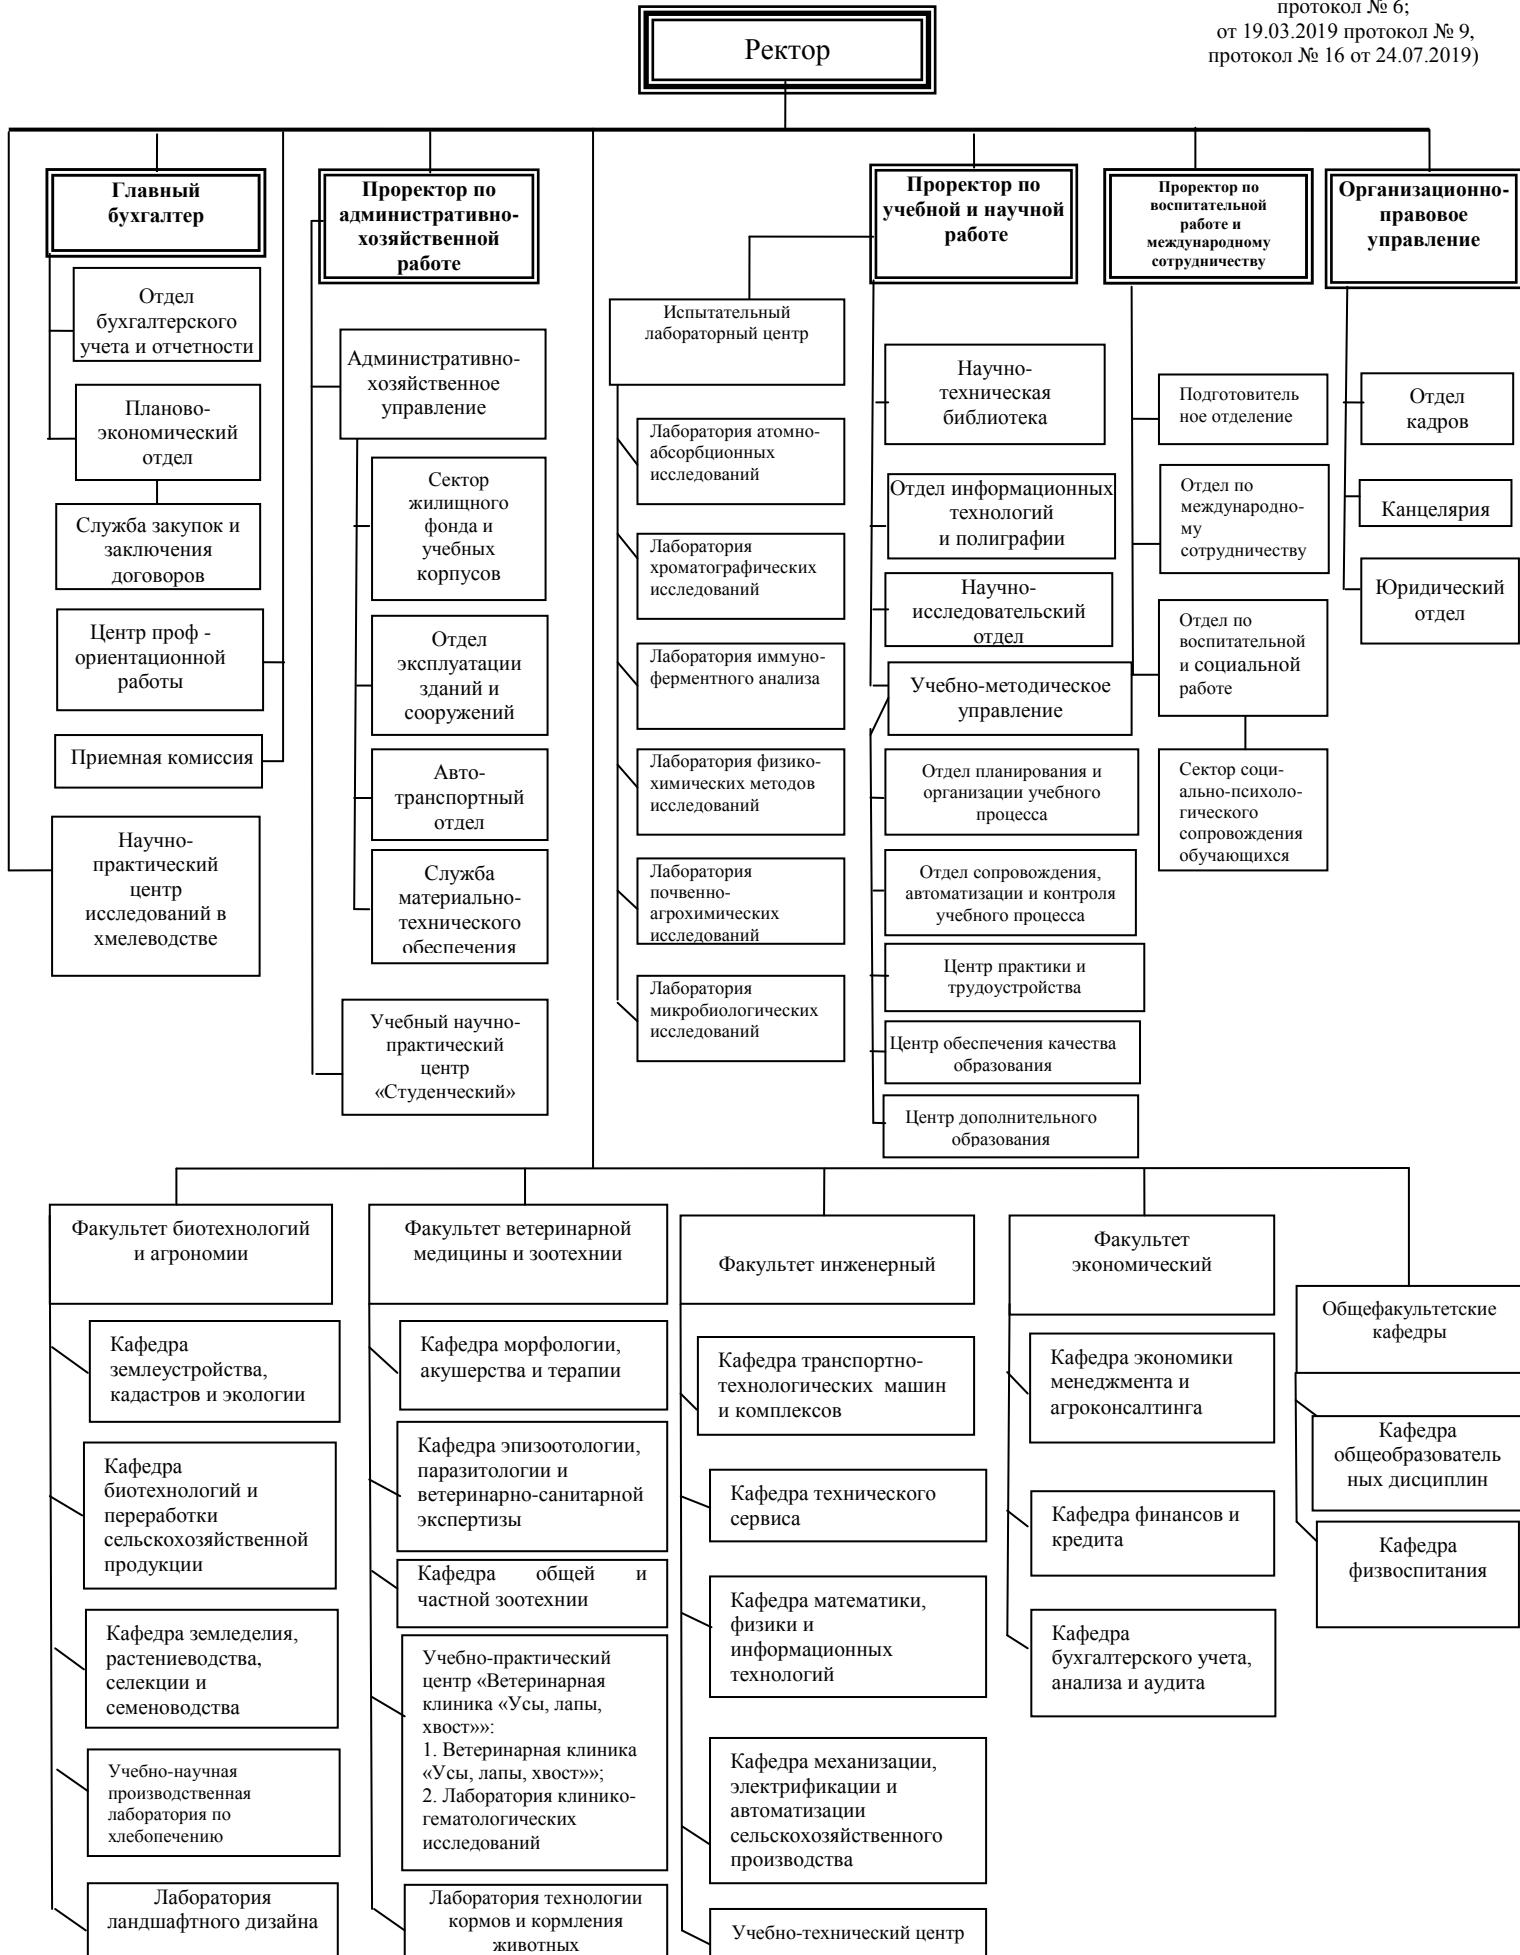 протокол № 6;
от 19.03.2019 протокол № 9,
протокол № 16 от 24.07.2019)
Ректор
Главный
бухгалтер
Проректор по
административно-
хозяйственной
работе
Проректор по
учебной и научной
работе
Проректор по
воспитательной
работе и
международному
сотрудничеству
Организационно-
правовое
управление
Отдел
бухгалтерского
учета и отчетности
Планово-
экономический
отдел
Служба закупок и
заключения
договоров
Центр проф -
ориентационной
работы
Приемная комиссия
Научно-
практический
центр
исследований в
хмелеводстве
Административно-
хозяйственное
управление
Сектор
жилищного
фонда и
учебных
корпусов
Отдел
эксплуатации
зданий и
сооружений
Авто-
транспортный
отдел
Служба
материально-
технического
обеспечения
Учебный научно-
практический
центр
«Студенческий»
Испытательный
лабораторный центр
Лаборатория атомно-
абсорбционных
исследований
Лаборатория
хроматографических
исследований
Лаборатория иммуно-
ферментного анализа
Лаборатория физико-
химических методов
исследований
Лаборатория
почвенно-
агрохимических
исследований
Лаборатория
микробиологических
исследований
Научно-
техническая
библиотека
Отдел информационных
технологий
и полиграфии
Научно-
исследовательский
отдел
Учебно-методическое
управление
Отдел планирования и
организации учебного
процесса
Отдел сопровождения,
автоматизации и контроля
учебного процесса
Центр практики и
трудоустройства
Центр обеспечения качества
образования
Центр дополнительного
образования
Подготовитель
ное отделение
Отдел по
международно-
му
сотрудничеству
Отдел по
воспитательной
и социальной
работе
Сектор соци-
ально-психоло-
гического
сопровождения
обучающихся
Отдел
кадров
Канцелярия
Юридический
отдел
Факультет биотехнологий
и агрономии
Кафедра
землеустройства,
кадастров и экологии
Кафедра
биотехнологий и
переработки
сельскохозяйственной
продукции
Кафедра земледелия,
растениеводства,
селекции и
семеноводства
Учебно-научная
производственная
лаборатория по
хлебопечению
Лаборатория
ландшафтного дизайна
Факультет ветеринарной
медицины и зоотехнии
Кафедра морфологии,
акушерства и терапии
Кафедра эпизоотологии,
паразитологии и
ветеринарно-санитарной
экспертизы
Кафедра общей и
частной зоотехнии
Учебно-практический
центр «Ветеринарная
клиника «Усы, лапы,
хвост»»:
1. Ветеринарная клиника
«Усы, лапы, хвост»»;
2. Лаборатория клинико-
гематологических
исследований
Лаборатория технологии
кормов и кормления
животных
Факультет инженерный
Кафедра транспортно-
технологических машин
и комплексов
Кафедра технического
сервиса
Кафедра математики,
физики и
информационных
технологий
Кафедра механизации,
электрификации и
автоматизации
сельскохозяйственного
производства
Учебно-технический центр
Факультет
экономический
Кафедра экономики
менеджмента и
агроконсалтинга
Кафедра финансов и
кредита
Кафедра
бухгалтерского учета,
анализа и аудита
Общефакультетские
кафедры
Кафедра
общеобразователь
ных дисциплин
Кафедра
физвоспитания